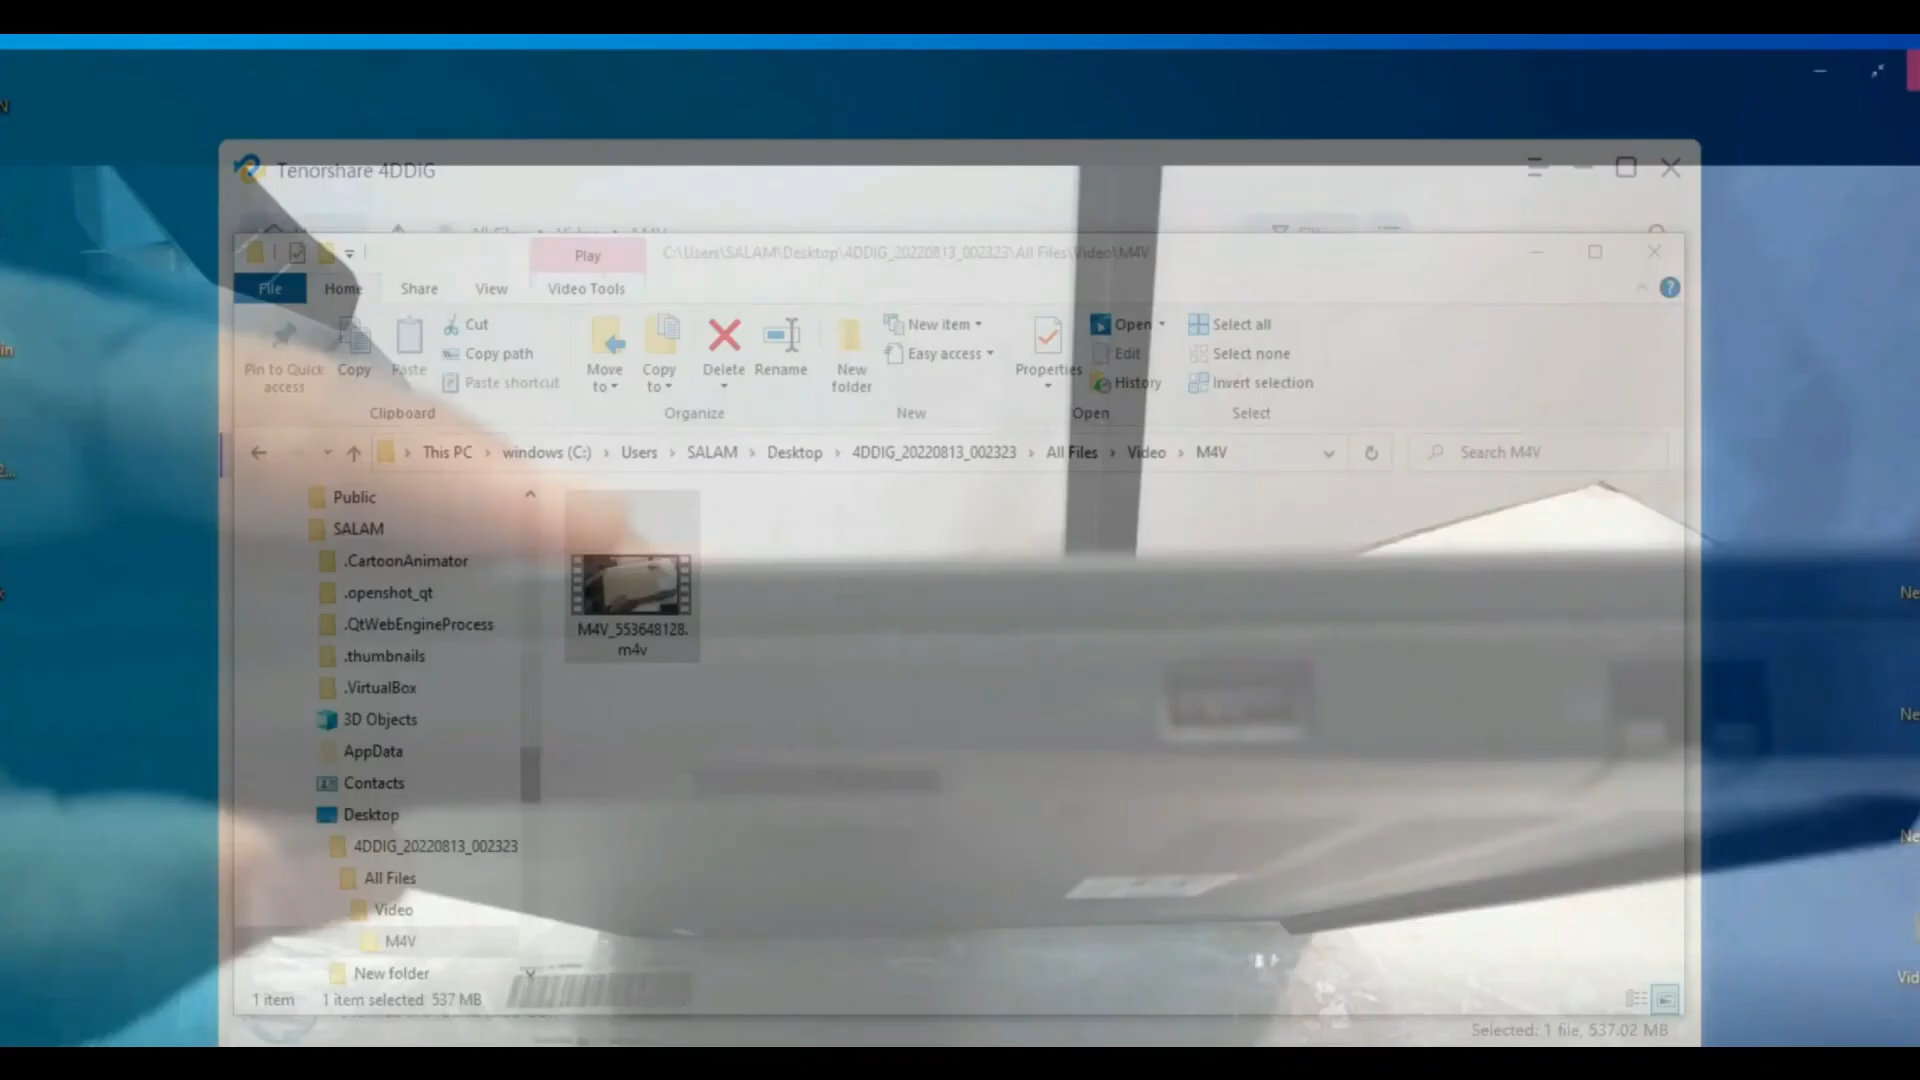 Tenorshare 4DDiG
Play
C:\Users\SALAM\Desktop\4DDIG_20220813_002323\All Files\Video\M4V
File
Home
Share
View
Video Tools
Pin to Quick access
Copy
Paste
Cut
Copy path
Paste shortcut
Clipboard
Move to
Copy to
Delete
Rename
Organize
New folder
New item
Easy access
New
Properties
Open
Edit
History
Open
Select all
Select none
Invert selection
Select
This PC > windows (C:) > Users > SALAM > Desktop > 4DDIG_20220813_002323 > All Files > Video > M4V
Search M4V
Public
SALAM
.CartoonAnimator
.openshot_qt
.QtWebEngineProcess
.thumbnails
.VirtualBox
3D Objects
AppData
Contacts
Desktop
4DDIG_20220813_002323
All Files
Video
M4V
New folder
M4V_553648128.
m4v
1 item
1 item selected 537 MB
Selected: 1 file, 537.02 MB
Ne
Ne
Ne
Vid